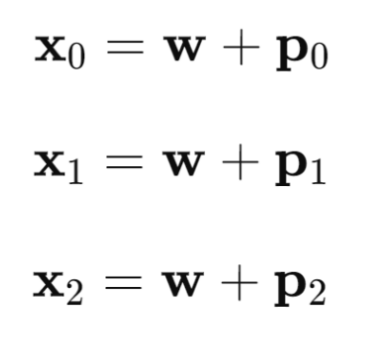 x₀ = w + p₀
x₁ = w + p₁
x₂ = w + p₂